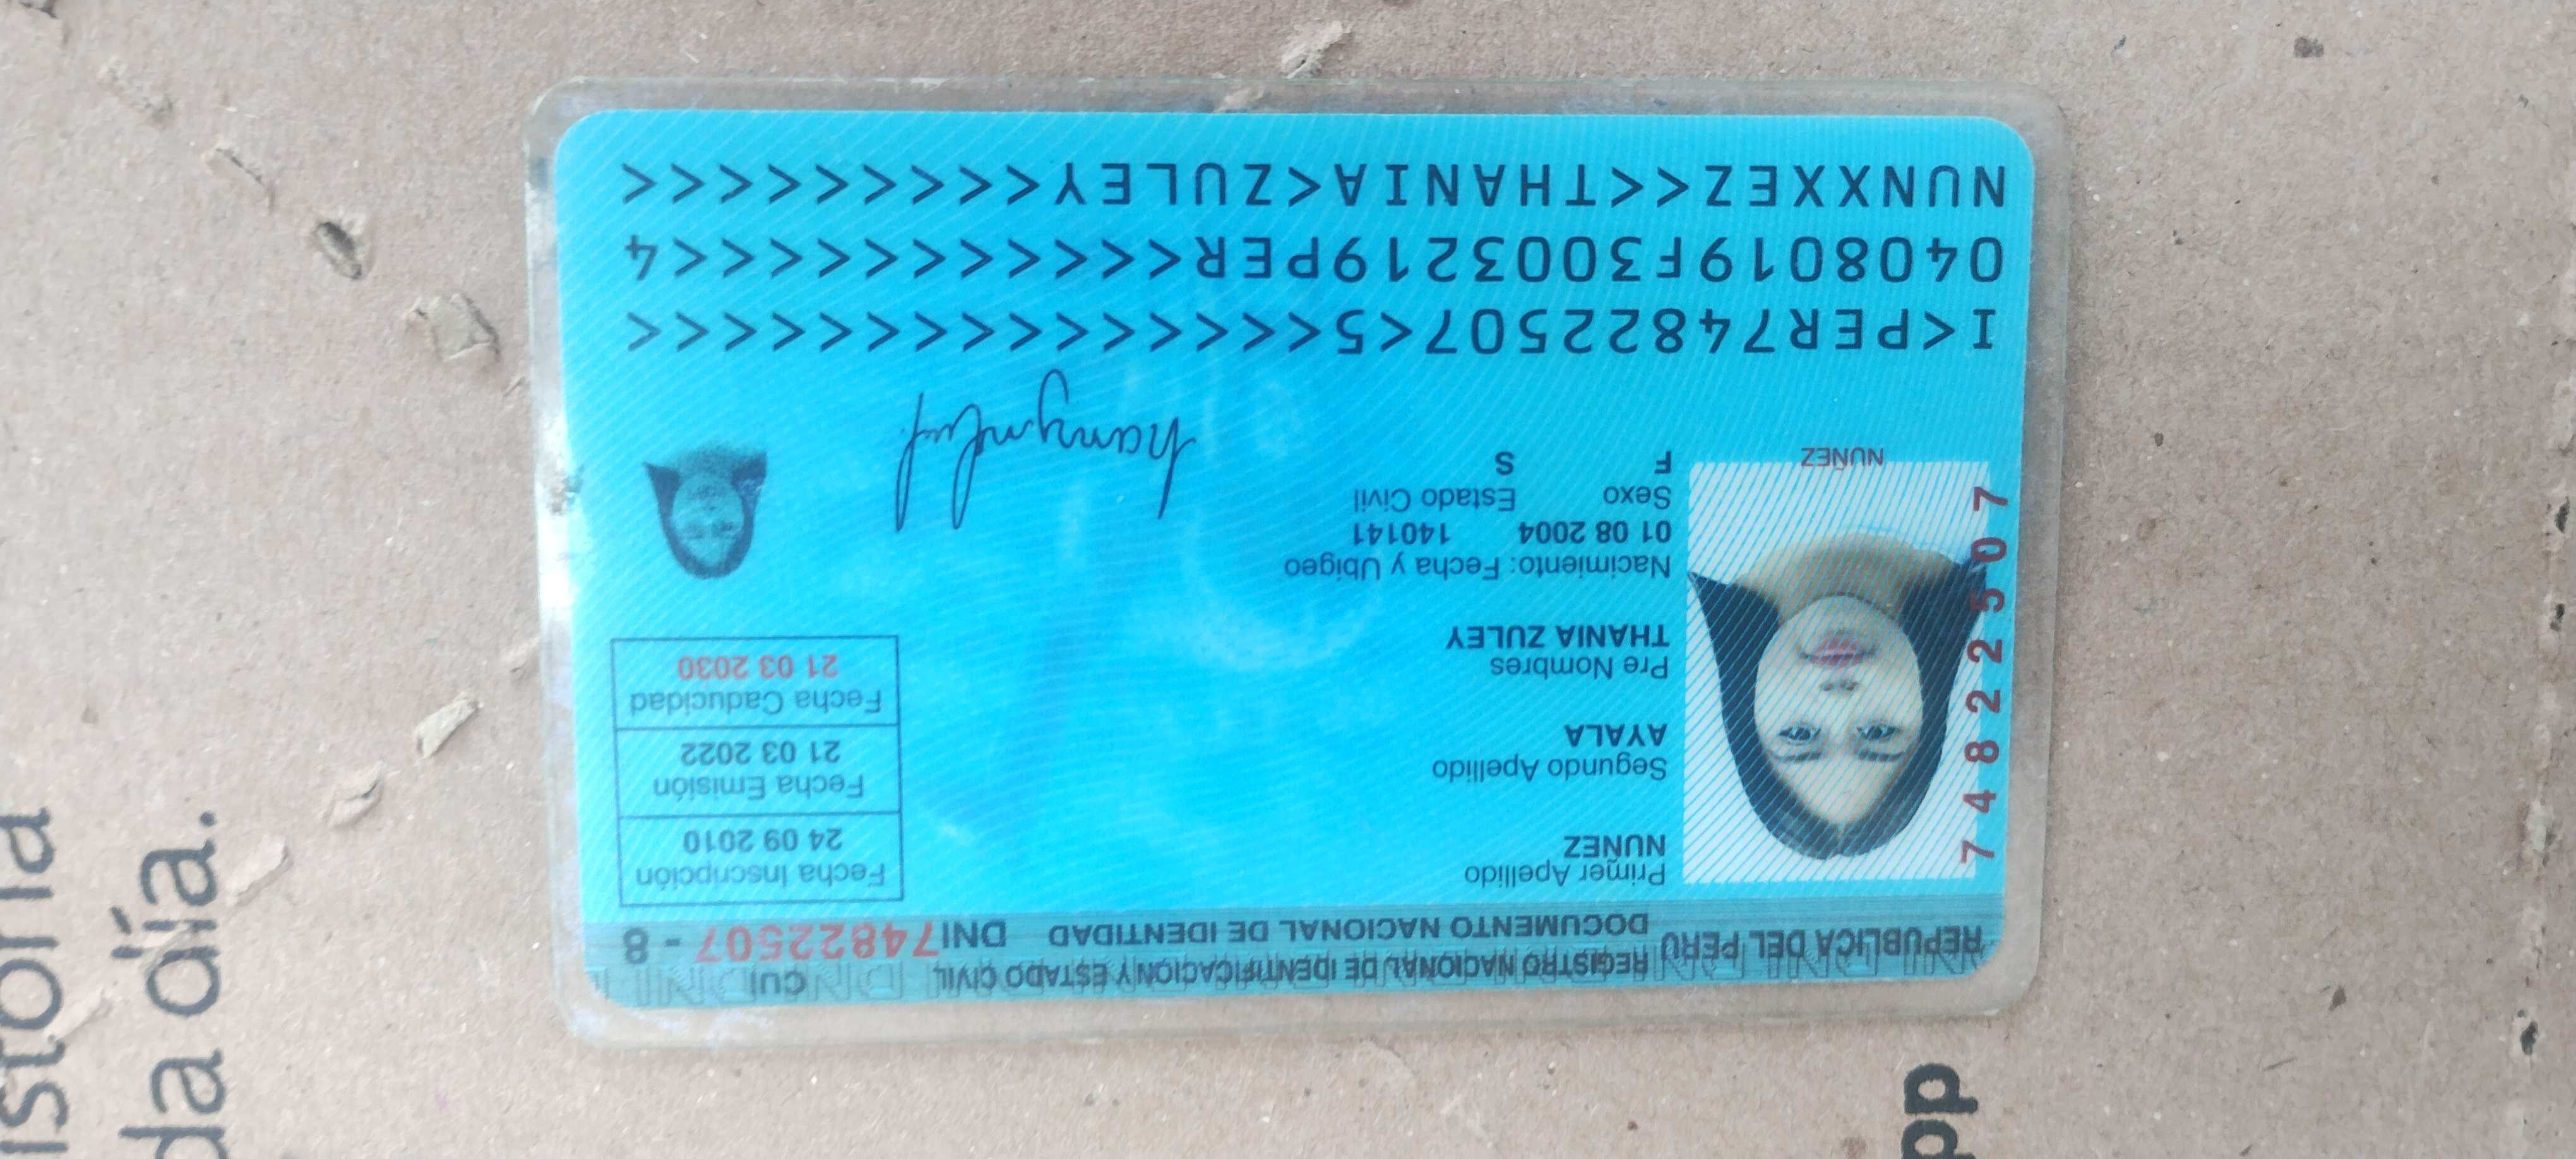 REPUBLICA DEL PERU
REGISTRO NACIONAL DE IDENTIFICACION Y ESTADO CIVIL
DOCUMENTO NACIONAL DE IDENTIDAD
CUI
DNI74822507 - 8
Primer Apellido
NUÑEZ
Segundo Apellido
AYALA
Pre Nombres
THANIA ZULEY
Nacimiento: Fecha y Ubigeo
01 08 2004 140141
Sexo Estado Civil
F S
Fecha Inscripción
24 09 2010
Fecha Emisión
21 03 2022
Fecha Caducidad
21 03 2030
74822507
NUÑEZ
I<PER74822507<5<<<<<<<<<<<<<<<
0408019F3003219PER<<<<<<<<<<<4
NUNXXEZ<<THANIA<ZULEY<<<<<<<<<
da día.